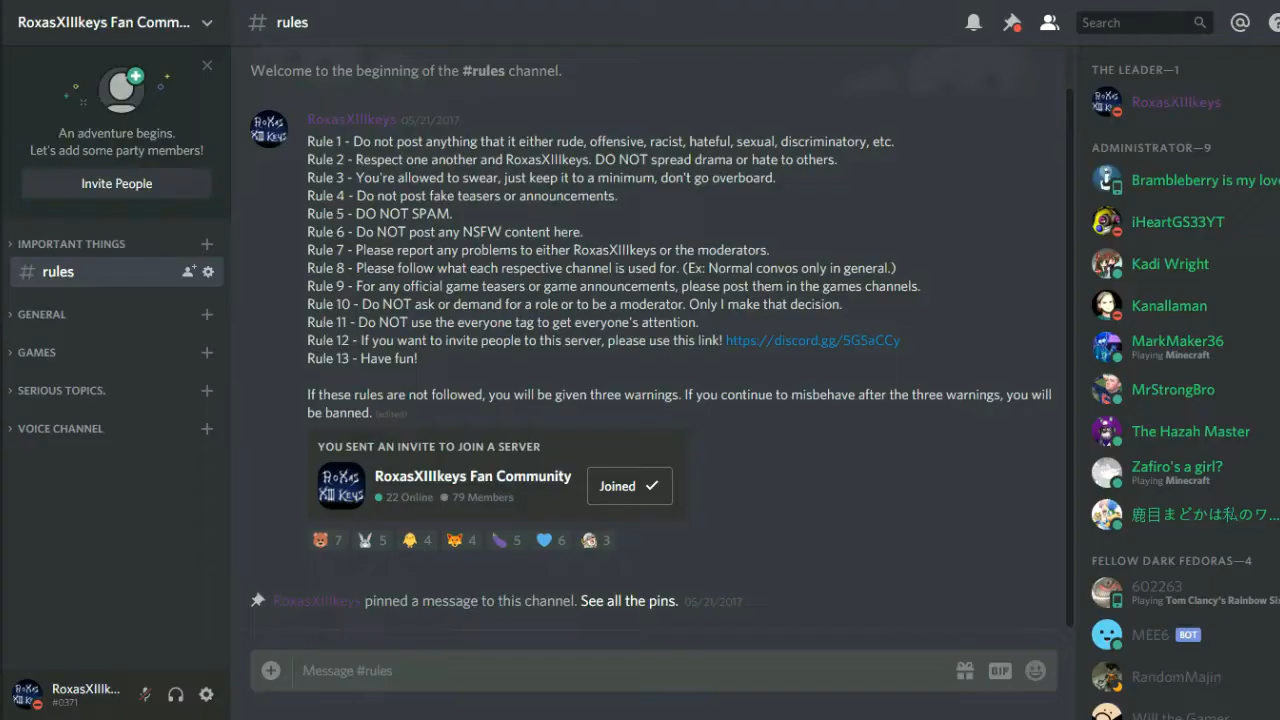 RoxasXIIIkeys Fan Comm...
An adventure begins.
Let's add some party members!
Invite People
IMPORTANT THINGS
rules
GENERAL
GAMES
SERIOUS TOPICS.
VOICE CHANNEL
RoxasXIIIk...
#0371
# rules
Search
Welcome to the beginning of the #rules channel.
RoxasXIIIkeys 05/21/2017
Rule 1 - Do not post anything that it either rude, offensive, racist, hateful, sexual, discriminatory, etc.
Rule 2 - Respect one another and RoxasXIIIkeys. DO NOT spread drama or hate to others.
Rule 3 - You're allowed to swear, just keep it to a minimum, don't go overboard.
Rule 4 - Do not post fake teasers or announcements.
Rule 5 - DO NOT SPAM.
Rule 6 - Do NOT post any NSFW content here.
Rule 7 - Please report any problems to either RoxasXIIIkeys or the moderators.
Rule 8 - Please follow what each respective channel is used for. (Ex: Normal convos only in general.)
Rule 9 - For any official game teasers or game announcements, please post them in the games channels.
Rule 10 - Do NOT ask or demand for a role or to be a moderator. Only I make that decision.
Rule 11 - Do NOT use the everyone tag to get everyone's attention.
Rule 12 - If you want to invite people to this server, please use this link! https://discord.gg/5G5aCCy
Rule 13 - Have fun!
If these rules are not followed, you will be given three warnings. If you continue to misbehave after the three warnings, you will
be banned. (edited)
YOU SENT AN INVITE TO JOIN A SERVER
ROXAS
XIII KEYS
RoxasXIIIkeys Fan Community
22 Online 79 Members
Joined
7 5 4 4 5 6 3
RoxasXIIIkeys pinned a message to this channel. See all the pins. 05/21/2017
Message #rules
GIF
THE LEADER—1
RoxasXIIIkeys
ADMINISTRATOR—9
Brambleberry is my love
iHeartGS33YT
Kadi Wright
Kanallaman
MarkMaker36
Playing Minecraft
MrStrongBro
The Hazah Master
Zafiro's a girl?
Playing Minecraft
鹿目まどかは私のワ...
FELLOW DARK FEDORAS—4
602263
Playing Tom Clancy's Rainbow Si
MEE6 BOT
RandomMajin
Will the Gamer